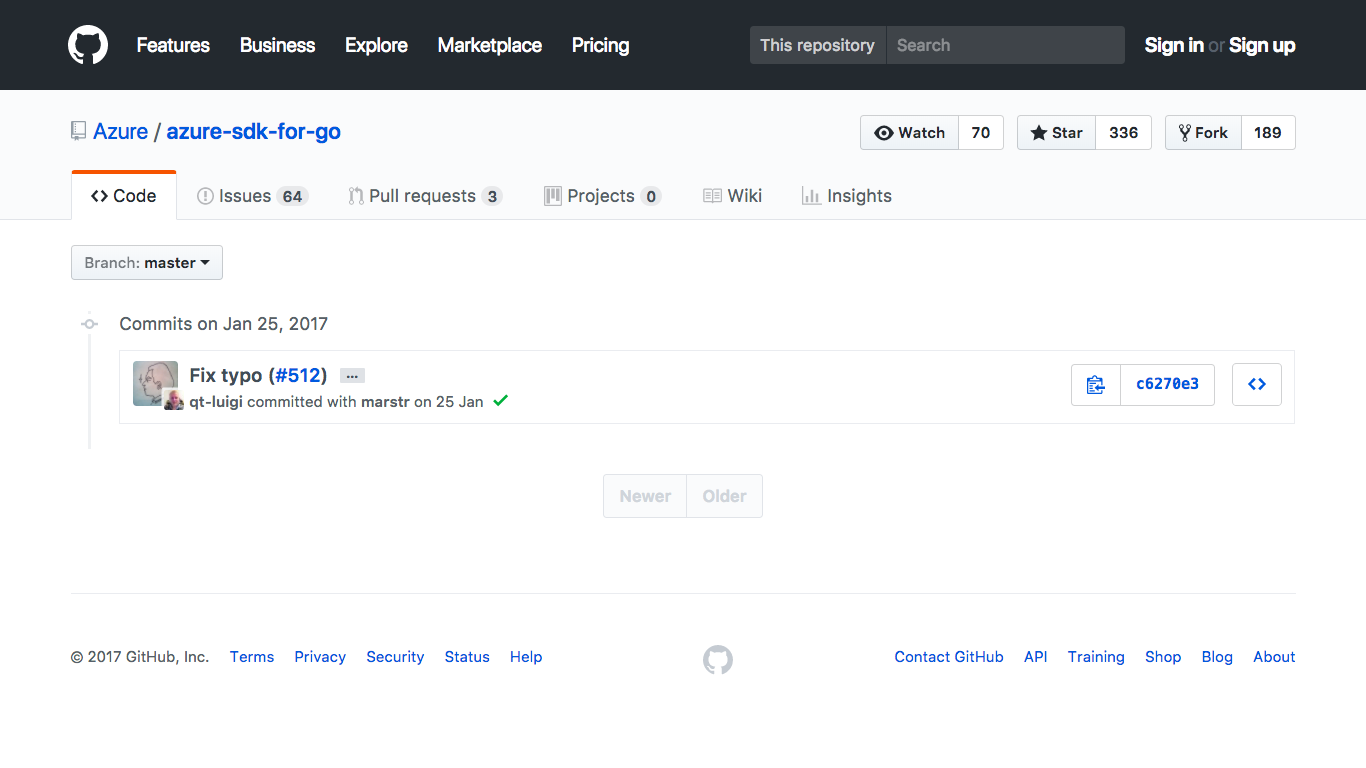 Features Business Explore Marketplace Pricing This repository Search Sign in or Sign up
Azure / azure-sdk-for-go Watch 70 Star 336 Fork 189
Code Issues 64 Pull requests 3 Projects 0 Wiki Insights
Branch: master
Commits on Jan 25, 2017
Fix typo (#512) …
qt-luigi committed with marstr on 25 Jan
c6270e3
Newer Older
© 2017 GitHub, Inc. Terms Privacy Security Status Help Contact GitHub API Training Shop Blog About